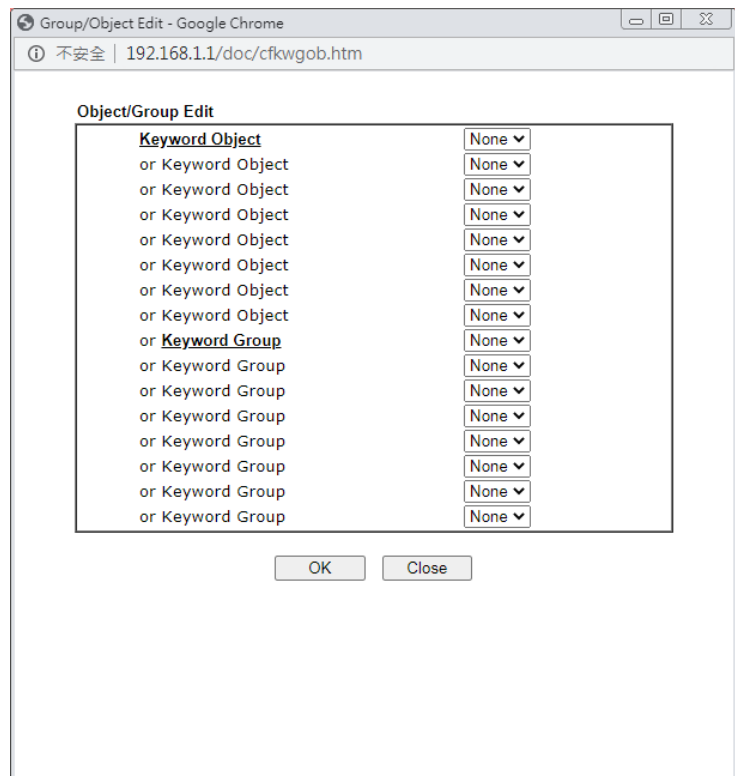 Group/Object Edit - Google Chrome
不安全 | 192.168.1.1/doc/cfkwgob.htm
Object/Group Edit
Keyword Object None
or Keyword Object None
or Keyword Object None
or Keyword Object None
or Keyword Object None
or Keyword Object None
or Keyword Object None
or Keyword Object None
or Keyword Group None
or Keyword Group None
or Keyword Group None
or Keyword Group None
or Keyword Group None
or Keyword Group None
or Keyword Group None
or Keyword Group None
OK Close